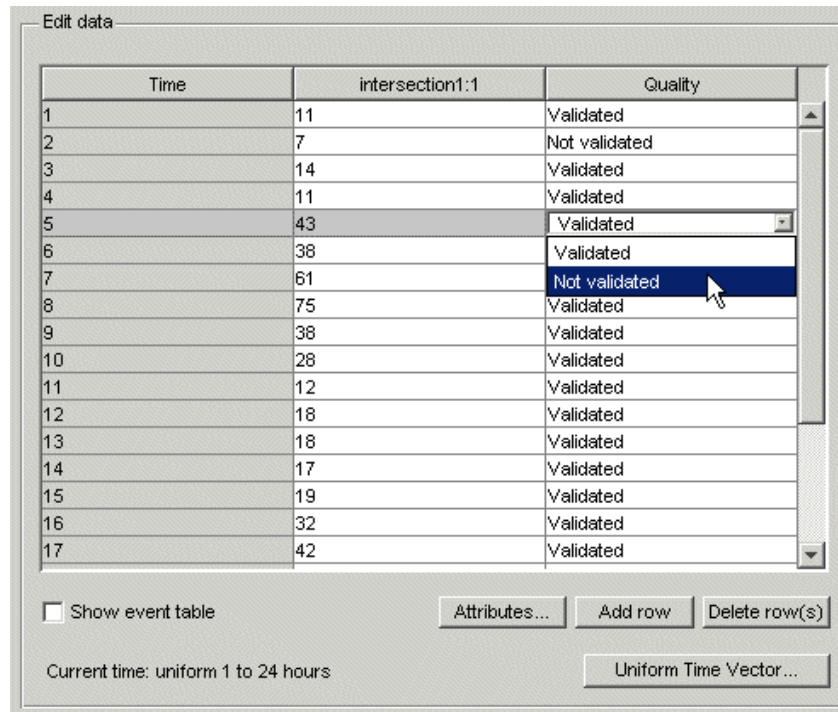 Edit data
Time intersection1:1 Quality
1 11 Validated
2 7 Not validated
3 14 Validated
4 11 Validated
5 43 Validated
6 38 Validated
7 61 Not validated
8 75 Validated
9 38 Validated
10 28 Validated
11 12 Validated
12 18 Validated
13 18 Validated
14 17 Validated
15 19 Validated
16 32 Validated
17 42 Validated
Show event table Attributes... Add row Delete row(s)
Current time: uniform 1 to 24 hours Uniform Time Vector...